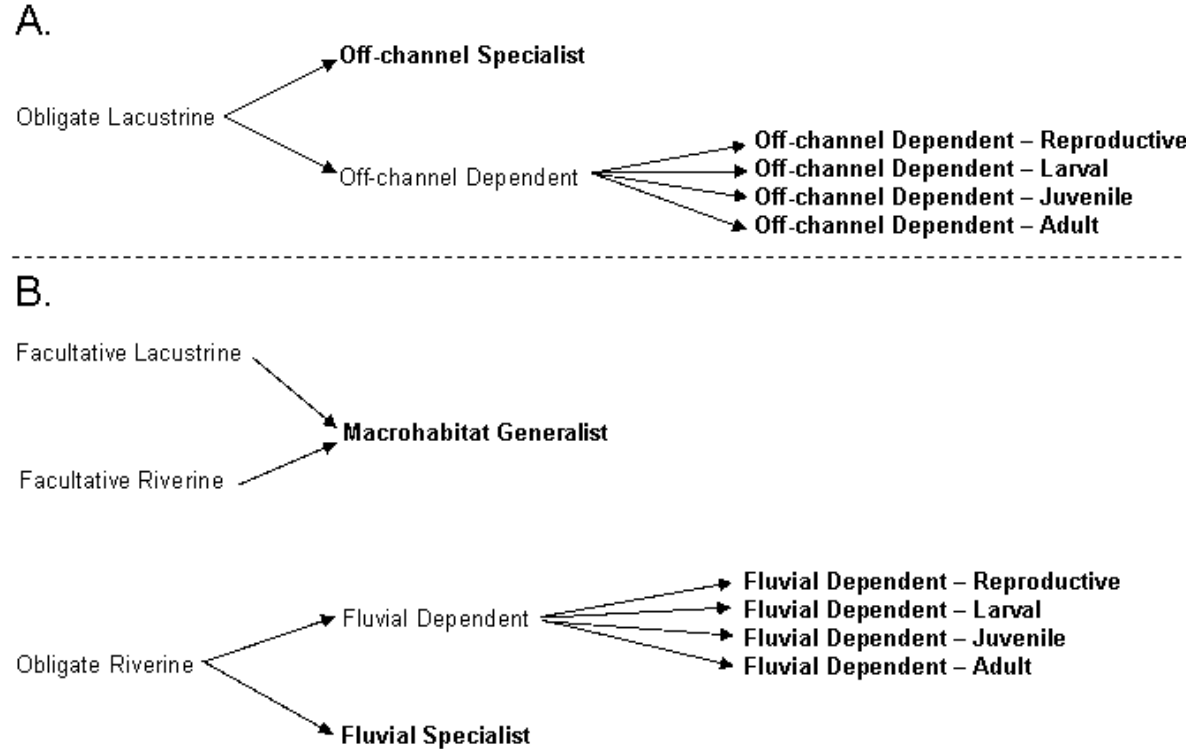 A.
Off-channel Specialist
Obligate Lacustrine
Off-channel Dependent
Off-channel Dependent – Reproductive
Off-channel Dependent – Larval
Off-channel Dependent – Juvenile
Off-channel Dependent – Adult
B.
Facultative Lacustrine
Macrohabitat Generalist
Facultative Riverine
Fluvial Dependent
Fluvial Dependent – Reproductive
Fluvial Dependent – Larval
Fluvial Dependent – Juvenile
Fluvial Dependent – Adult
Obligate Riverine
Fluvial Specialist